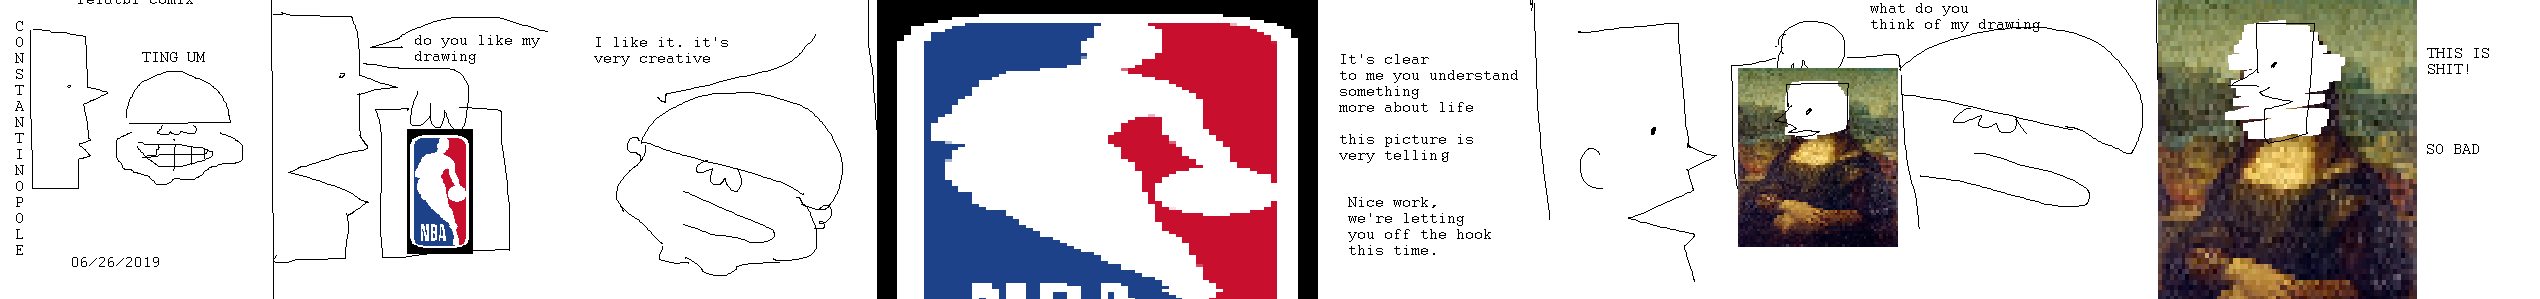 CONSTANTINOPOLE
TING UM
06/26/2019
do you like my
drawing
NBA
I like it. it's
very creative
It's clear
to me you understand
something
more about life
this picture is
very telling
Nice work,
we're letting
you off the hook
this time.
what do you
think of my drawing
THIS IS
SHIT!
SO BAD